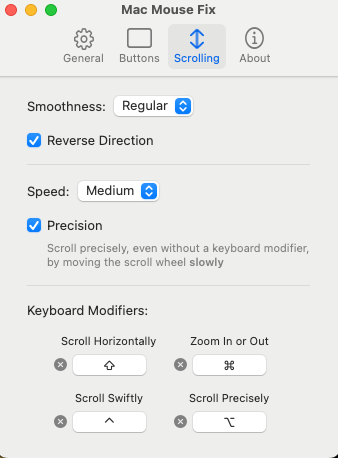 Mac Mouse Fix
General Buttons Scrolling About
Smoothness: Regular
Reverse Direction
Speed: Medium
Precision
Scroll precisely, even without a keyboard modifier,
by moving the scroll wheel slowly
Keyboard Modifiers:
Scroll Horizontally Zoom In or Out
⇧ ⌘
Scroll Swiftly Scroll Precisely
^ ⌥